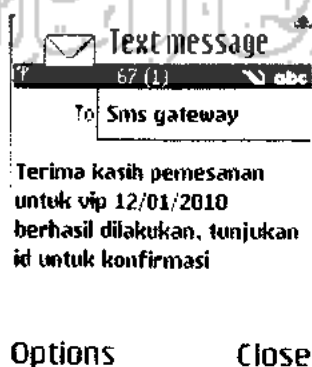 Text message
67 (1) abc
To Sms gateway
Terima kasih pemesanan
untuk vip 12/01/2010
berhasil dilakukan, tunjukan
id untuk konfirmasi
Options Close